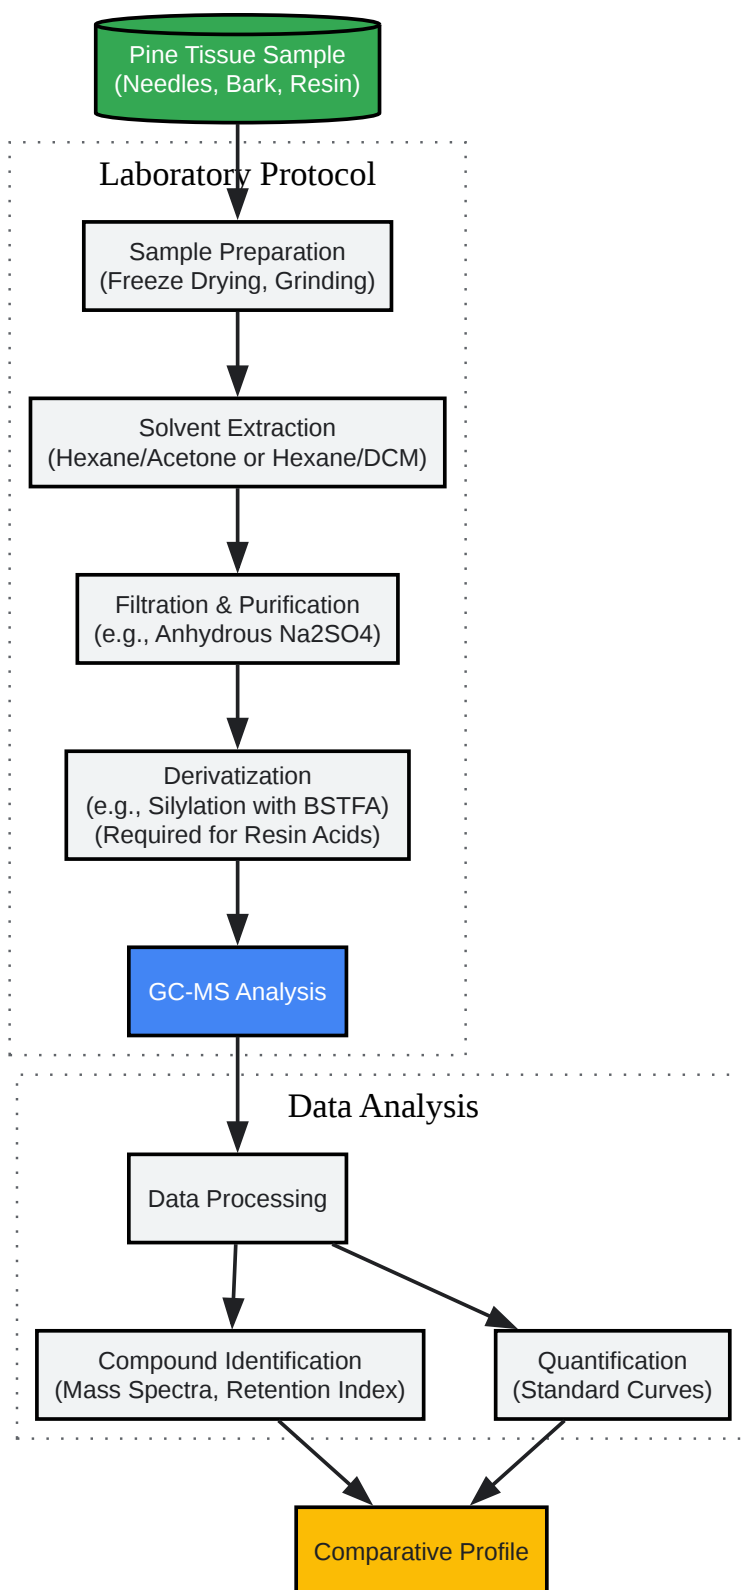 Pine Tissue Sample
(Needles, Bark, Resin)
Laboratory Protocol
Sample Preparation
(Freeze Drying, Grinding)
Solvent Extraction
(Hexane/Acetone or Hexane/DCM)
Filtration & Purification
(e.g., Anhydrous Na2SO4)
Derivatization
(e.g., Silylation with BSTFA)
(Required for Resin Acids)
GC-MS Analysis
Data Analysis
Data Processing
Compound Identification
(Mass Spectra, Retention Index)
Quantification
(Standard Curves)
Comparative Profile